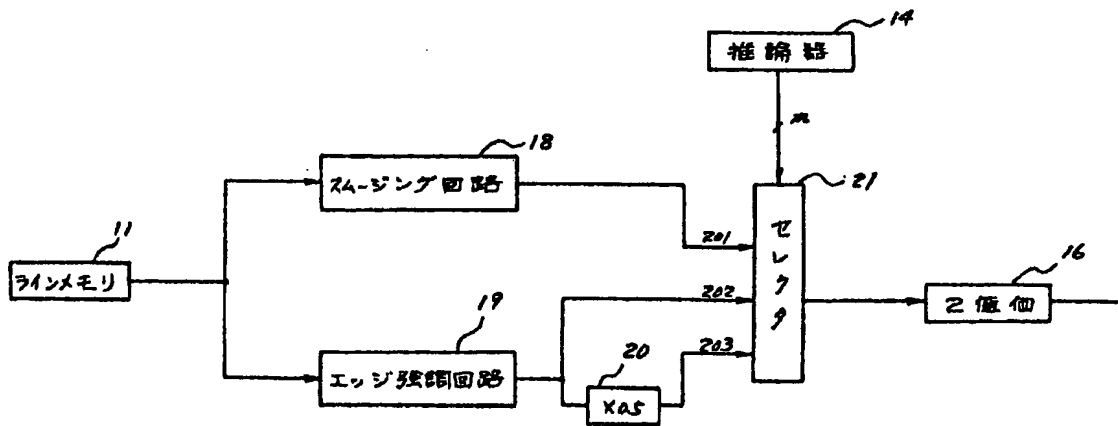 14
推論器
n
18
スムージング回路
21
セレクタ
201
11
ラインメモリ
16
2値価
202
19
エッジ強調回路
20
203
×0.5